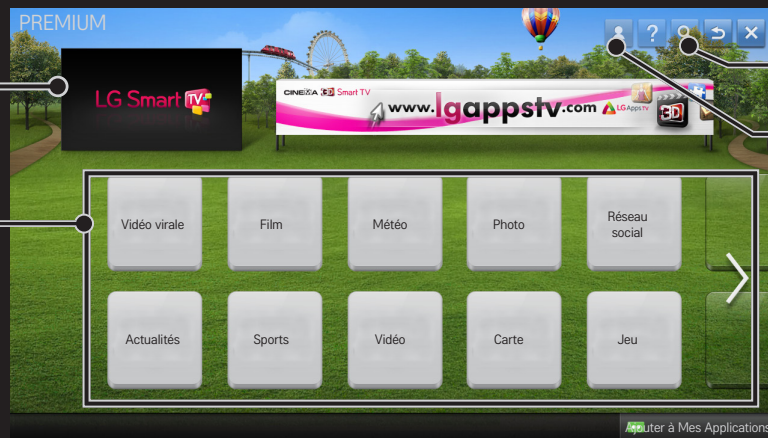 PREMIUM
?
LG Smart TV
CINEMA 3D Smart TV
www.lgappstv.com
LG Apps TV
3D
Vidéo virale
Film
Météo
Photo
Réseau
social
Actualités
Sports
Vidéo
Carte
Jeu
Ajouter à Mes Applications